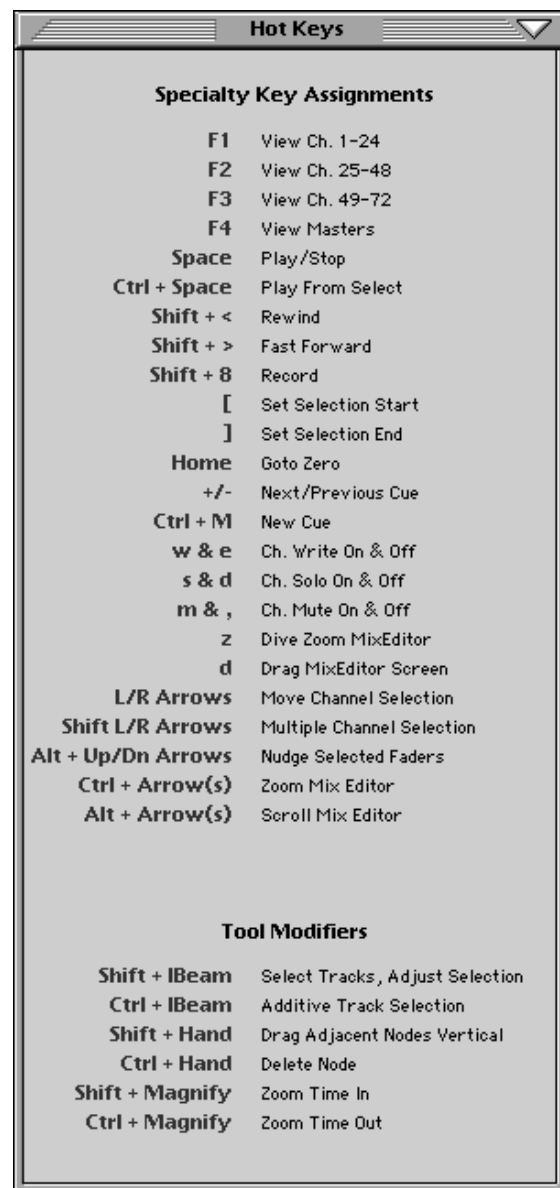 Hot Keys
Specialty Key Assignments
F1 View Ch. 1-24
F2 View Ch. 25-48
F3 View Ch. 49-72
F4 View Masters
Space Play/Stop
Ctrl + Space Play From Select
Shift + < Rewind
Shift + > Fast Forward
Shift + 8 Record
[ Set Selection Start
] Set Selection End
Home Goto Zero
+/- Next/Previous Cue
Ctrl + M New Cue
w & e Ch. Write On & Off
s & d Ch. Solo On & Off
m & , Ch. Mute On & Off
z Dive Zoom MixEditor
d Drag MixEditor Screen
L/R Arrows Move Channel Selection
Shift L/R Arrows Multiple Channel Selection
Alt + Up/Dn Arrows Nudge Selected Faders
Ctrl + Arrow(s) Zoom Mix Editor
Alt + Arrow(s) Scroll Mix Editor
Tool Modifiers
Shift + IBeam Select Tracks, Adjust Selection
Ctrl + IBeam Additive Track Selection
Shift + Hand Drag Adjacent Nodes Vertical
Ctrl + Hand Delete Node
Shift + Magnify Zoom Time In
Ctrl + Magnify Zoom Time Out